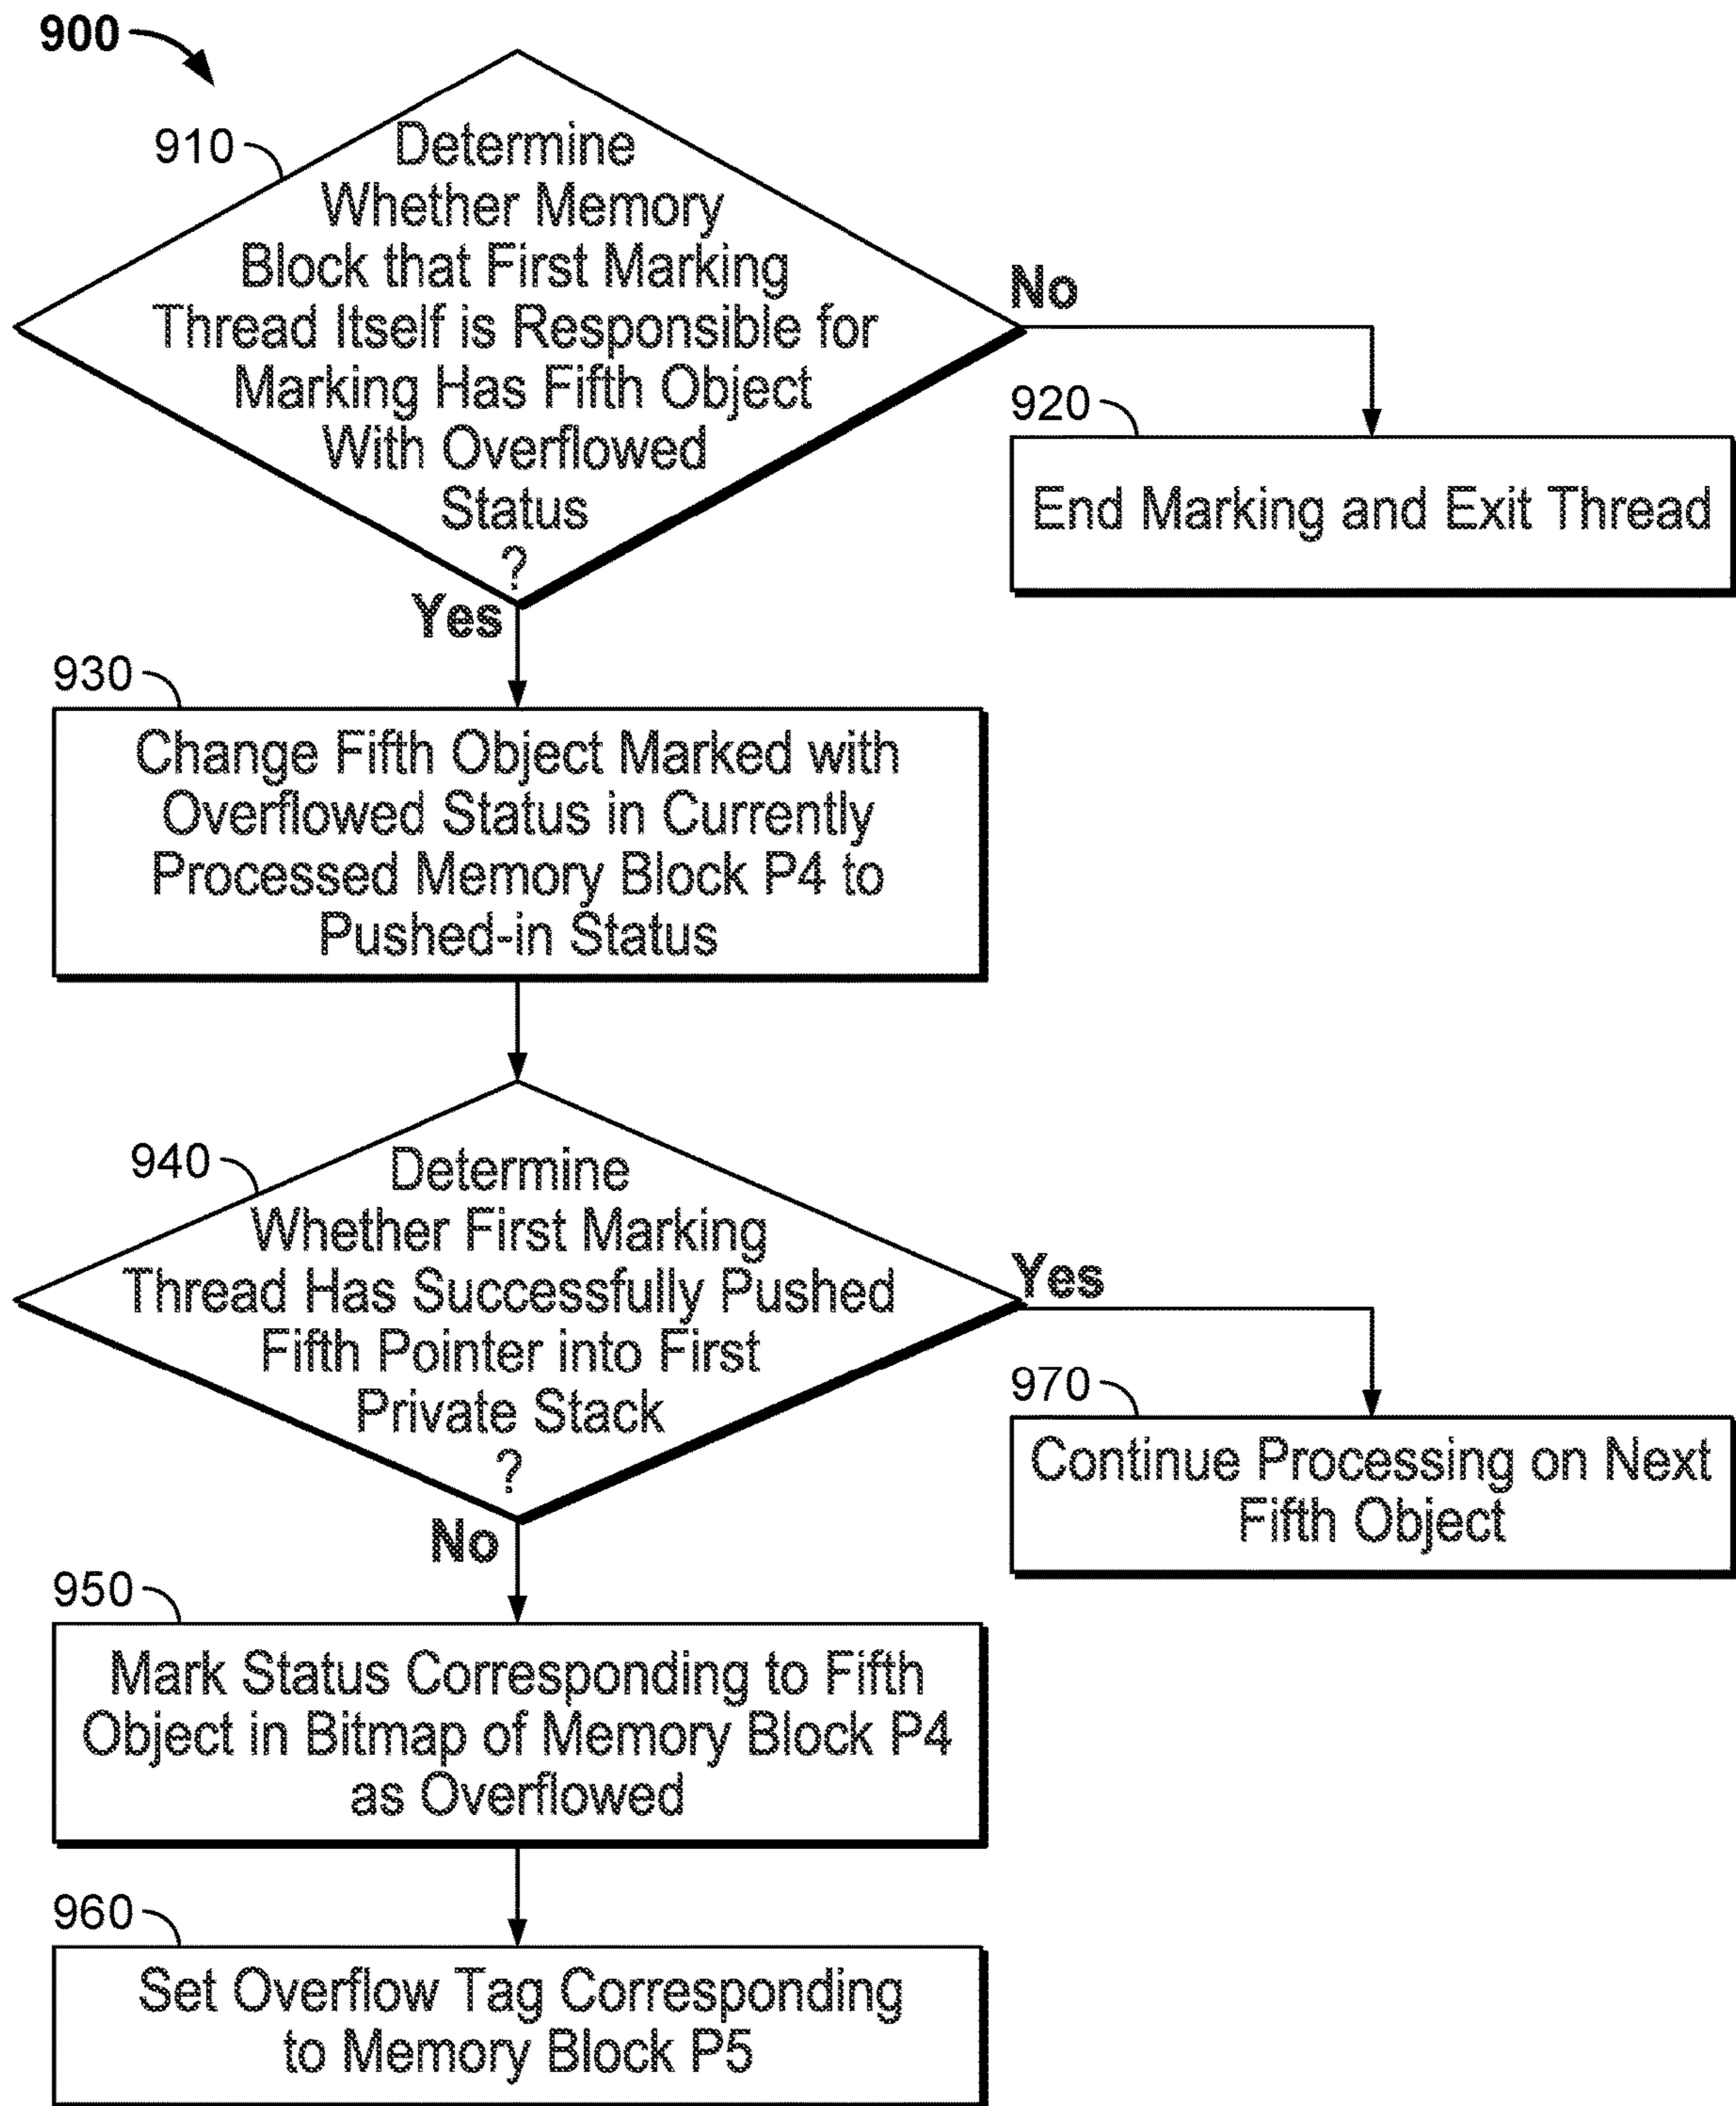 900
910
Determine
Whether Memory
Block that First Marking
Thread Itself is Responsible for
Marking Has Fifth Object
With Overflowed
Status
?
No
920
End Marking and Exit Thread
Yes
930
Change Fifth Object Marked with
Overflowed Status in Currently
Processed Memory Block P4 to
Pushed-in Status
940
Determine
Whether First Marking
Thread Has Successfully Pushed
Fifth Pointer into First
Private Stack
?
Yes
970
Continue Processing on Next
Fifth Object
No
950
Mark Status Corresponding to Fifth
Object in Bitmap of Memory Block P4
as Overflowed
960
Set Overflow Tag Corresponding
to Memory Block P5